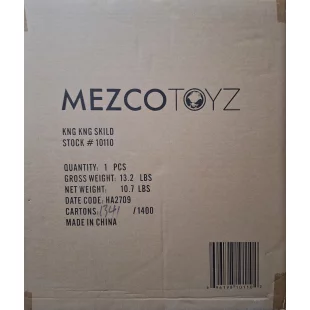 MEZCOTOYZ
KNG KNG SKILD
STOCK # 10110
QUANTITY: 1 PCS
GROSS WEIGHT: 13.2 LBS
NET WEIGHT: 10.7 LBS
DATE CODE: HA2709
CARTONS: 1341 /1400
MADE IN CHINA